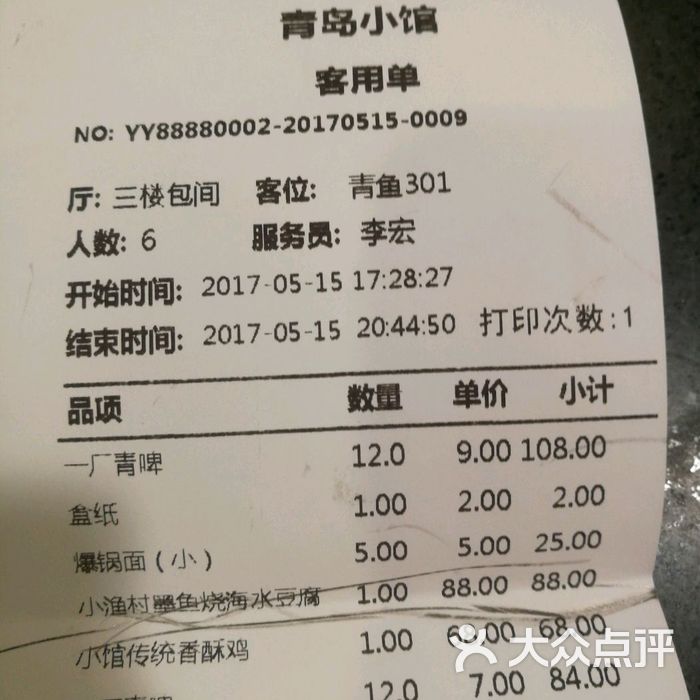 青岛小馆
客用单
NO: YY88880002-20170515-0009
厅: 三楼包间 客位: 青鱼301
人数: 6 服务员: 李宏
开始时间: 2017-05-15 17:28:27
结束时间: 2017-05-15 20:44:50 打印次数:1
品项 数量 单价 小计
一厂青啤 12.0 9.00 108.00
盒纸 1.00 2.00 2.00
爆锅面(小) 5.00 5.00 25.00
小渔村墨鱼烧海水豆腐 1.00 88.00 88.00
小馆传统香酥鸡 1.00 68.00 68.00
青啤 12.0 7.00 84.00
大众点评